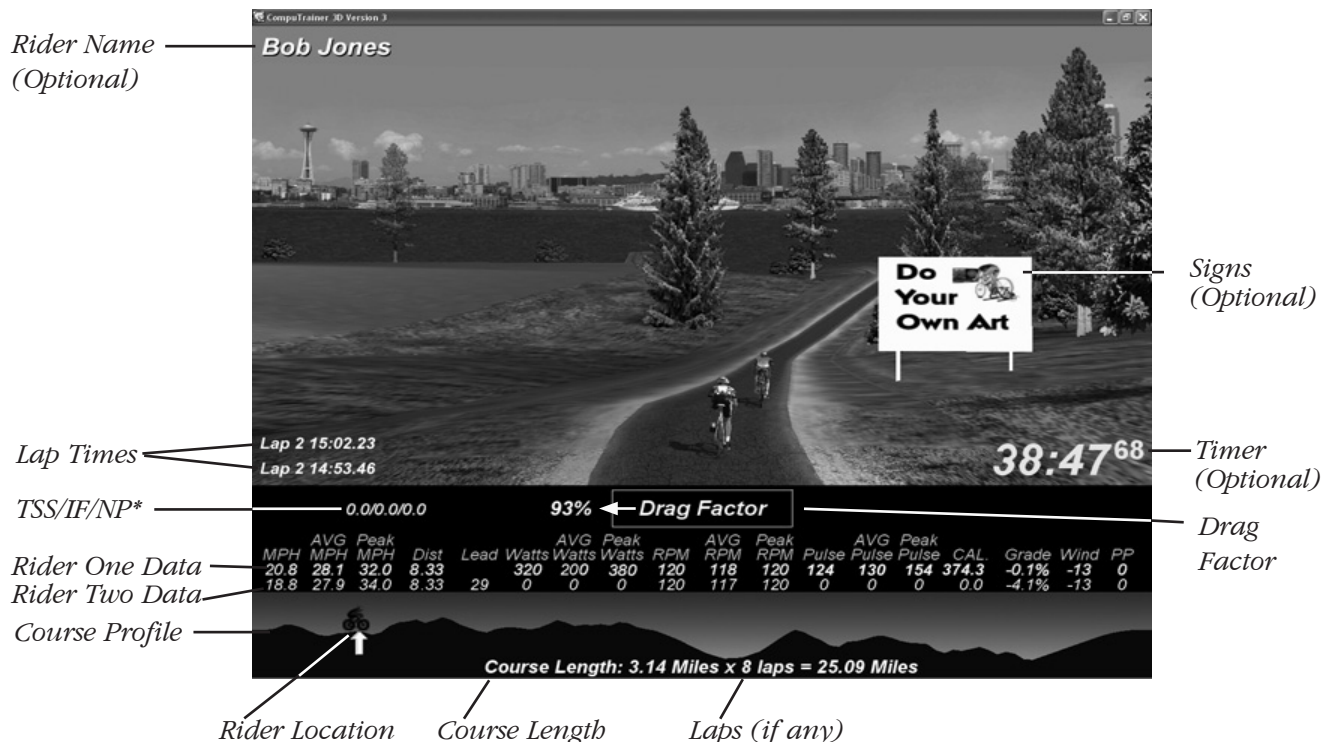 CompuTrainer 3D Version 3
Rider Name
(Optional)
Bob Jones
Do
Your
Own Art
Signs
(Optional)
Lap Times
Lap 2 15:02.23
Lap 2 14:53.46
38:47 68
Timer
(Optional)
TSS/IF/NP*
0.0/0.0/0.0
93%
Drag Factor
Drag
Factor
AVG Peak AVG Peak AVG Peak AVG Peak
MPH MPH MPH Dist Lead Watts Watts Watts RPM RPM RPM Pulse Pulse Pulse CAL. Grade Wind PP
Rider One Data
20.8 28.1 32.0 8.33 320 200 380 120 118 120 124 130 154 374.3 -0.1% -13 0
Rider Two Data
18.8 27.9 34.0 8.33 29 0 0 0 120 117 120 0 0 0 0.0 -4.1% -13 0
Course Profile
Course Length: 3.14 Miles x 8 laps = 25.09 Miles
Rider Location
Course Length
Laps (if any)